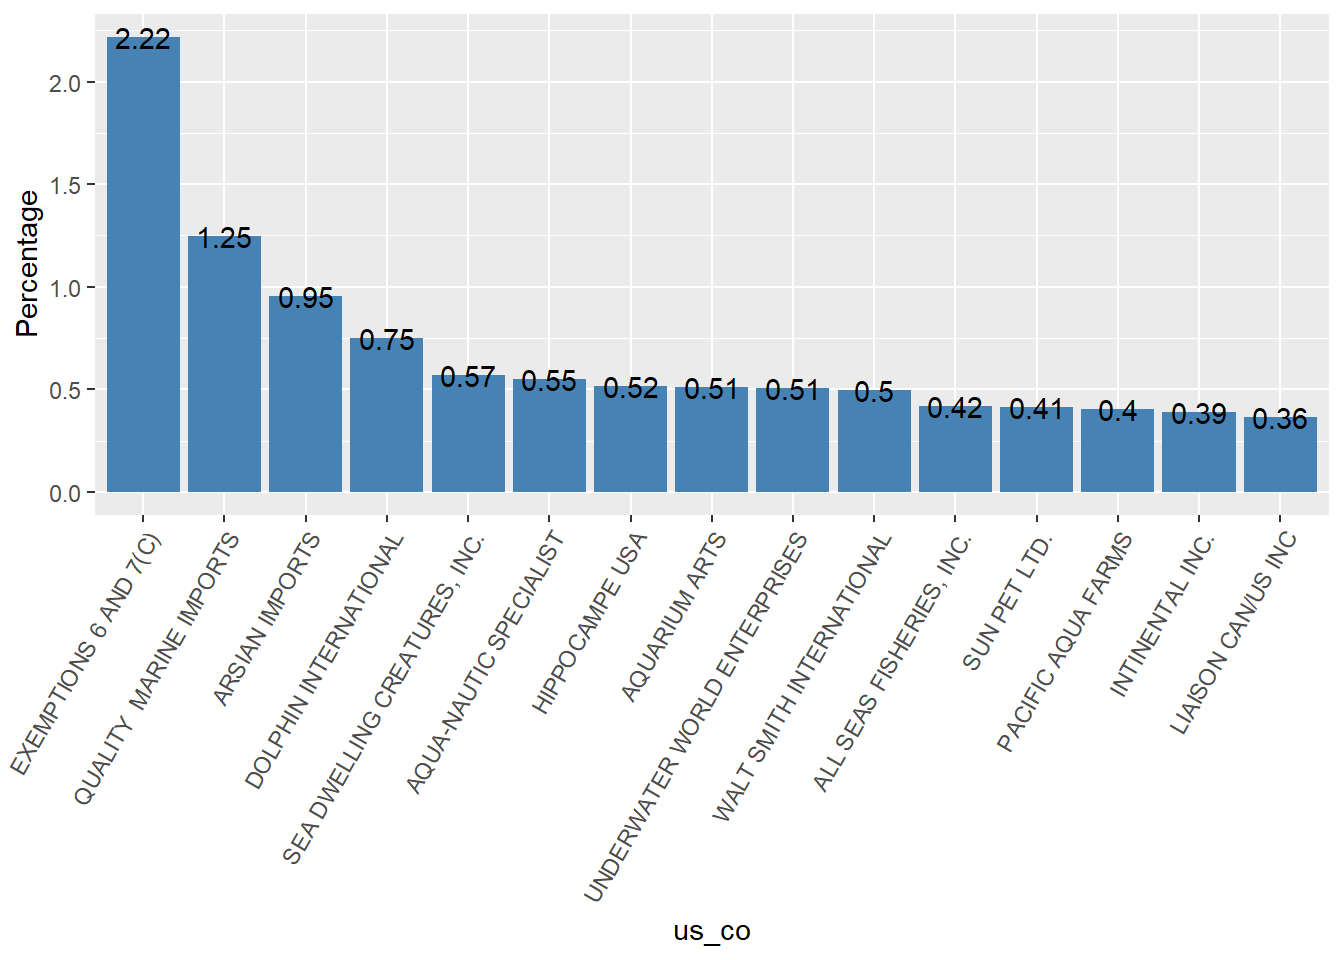 Percentage
2.0
1.5
1.0
0.5
0.0
2.22
1.25
0.95
0.75
0.57
0.55
0.52
0.51
0.51
0.5
0.42
0.41
0.4
0.39
0.36
EXEMPTIONS 6 AND 7(C)
QUALITY  MARINE IMPORTS
ARSIAN IMPORTS
DOLPHIN INTERNATIONAL
SEA DWELLING CREATURES, INC.
AQUA-NAUTIC SPECIALIST
HIPPOCAMPE USA
AQUARIUM ARTS
UNDERWATER WORLD ENTERPRISES
WALT SMITH INTERNATIONAL
ALL SEAS FISHERIES, INC.
SUN PET LTD.
PACIFIC AQUA FARMS
INTINENTAL INC.
LIAISON CAN/US INC
us_co